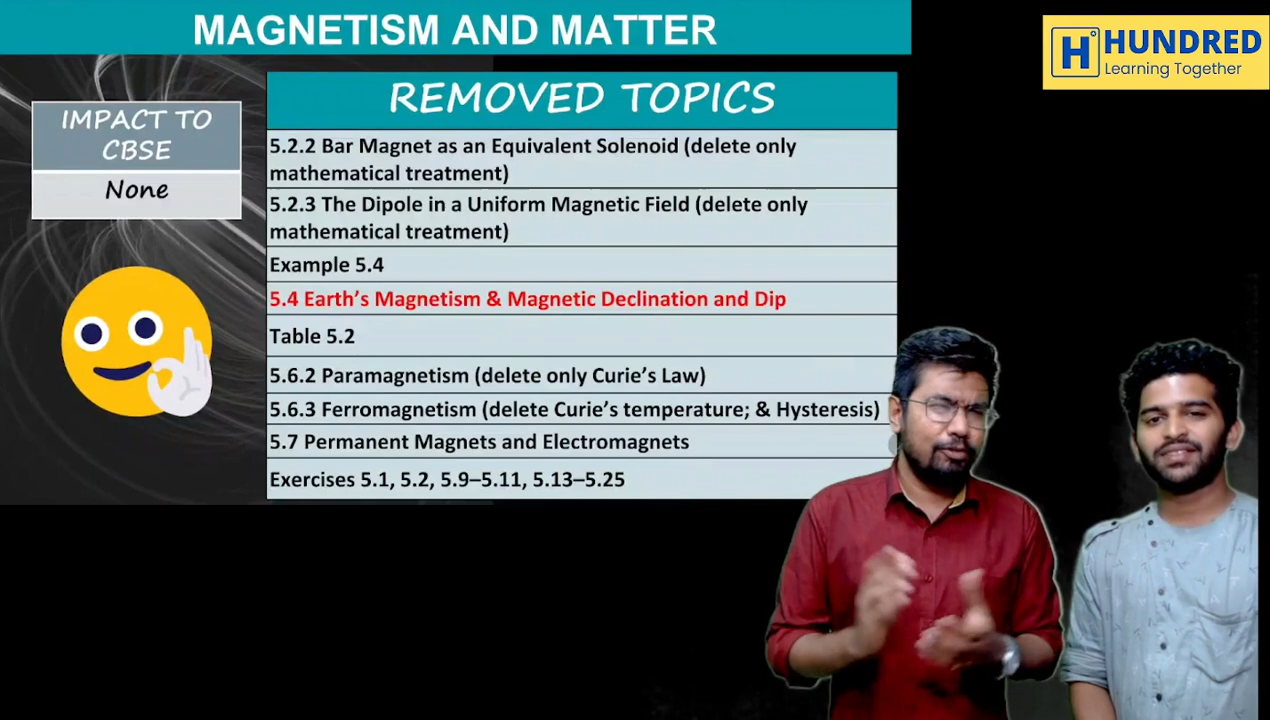 MAGNETISM AND MATTER
H HUNDRED
Learning Together
IMPACT TO
CBSE
None
REMOVED TOPICS
5.2.2 Bar Magnet as an Equivalent Solenoid (delete only
mathematical treatment)
5.2.3 The Dipole in a Uniform Magnetic Field (delete only
mathematical treatment)
Example 5.4
5.4 Earth's Magnetism & Magnetic Declination and Dip
Table 5.2
5.6.2 Paramagnetism (delete only Curie's Law)
5.6.3 Ferromagnetism (delete Curie's temperature; & Hysteresis)
5.7 Permanent Magnets and Electromagnets
Exercises 5.1, 5.2, 5.9–5.11, 5.13–5.25